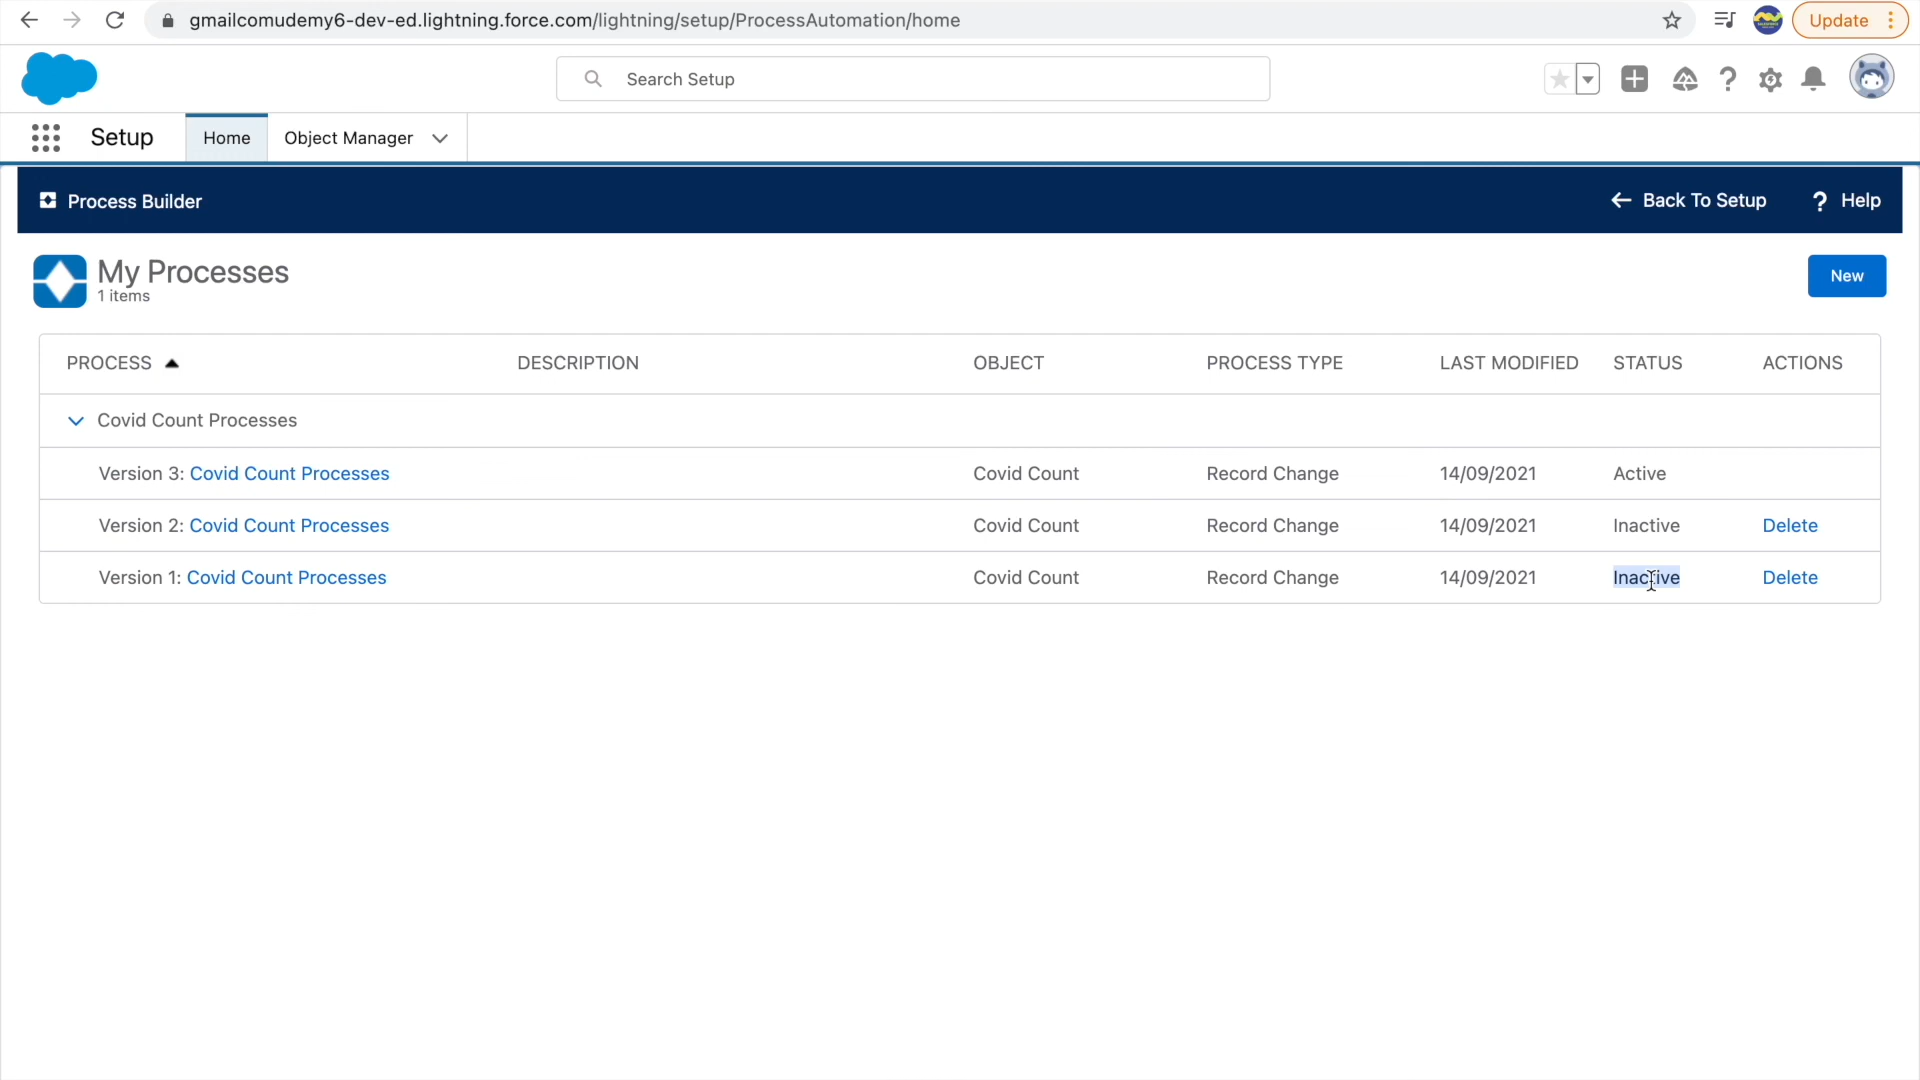 gmailcomudemy6-dev-ed.lightning.force.com/lightning/setup/ProcessAutomation/home
Update
Search Setup
Setup
Home
Object Manager
Process Builder
Back To Setup
? Help
My Processes
1 items
New
PROCESS DESCRIPTION OBJECT PROCESS TYPE LAST MODIFIED STATUS ACTIONS
Covid Count Processes
Version 3: Covid Count Processes Covid Count Record Change 14/09/2021 Active
Version 2: Covid Count Processes Covid Count Record Change 14/09/2021 Inactive Delete
Version 1: Covid Count Processes Covid Count Record Change 14/09/2021 Inactive Delete